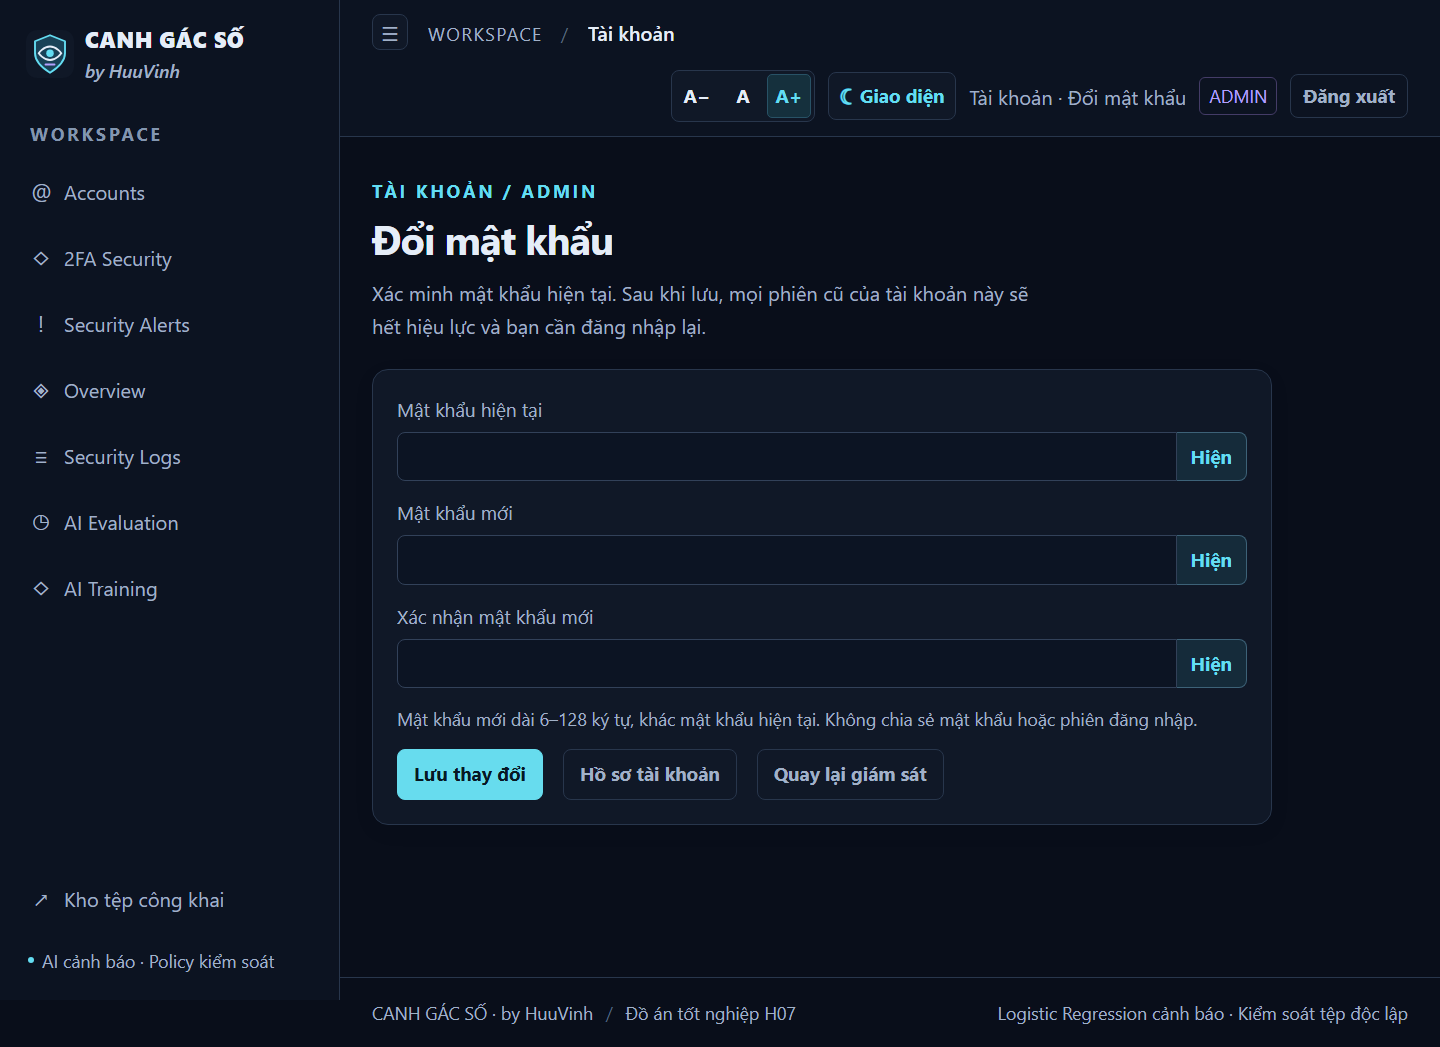 CANH GÁC SỐ
by HuuVinh
WORKSPACE
@ Accounts
2FA Security
! Security Alerts
Overview
Security Logs
AI Evaluation
AI Training
Kho tệp công khai
• AI cảnh báo · Policy kiểm soát
WORKSPACE / Tài khoản
A− A A+ Giao diện Tài khoản · Đổi mật khẩu ADMIN Đăng xuất
TÀI KHOẢN / ADMIN
Đổi mật khẩu
Xác minh mật khẩu hiện tại. Sau khi lưu, mọi phiên cũ của tài khoản này sẽ
hết hiệu lực và bạn cần đăng nhập lại.
Mật khẩu hiện tại
Hiện
Mật khẩu mới
Hiện
Xác nhận mật khẩu mới
Hiện
Mật khẩu mới dài 6–128 ký tự, khác mật khẩu hiện tại. Không chia sẻ mật khẩu hoặc phiên đăng nhập.
Lưu thay đổi Hồ sơ tài khoản Quay lại giám sát
CANH GÁC SỐ · by HuuVinh / Đồ án tốt nghiệp H07
Logistic Regression cảnh báo · Kiểm soát tệp độc lập